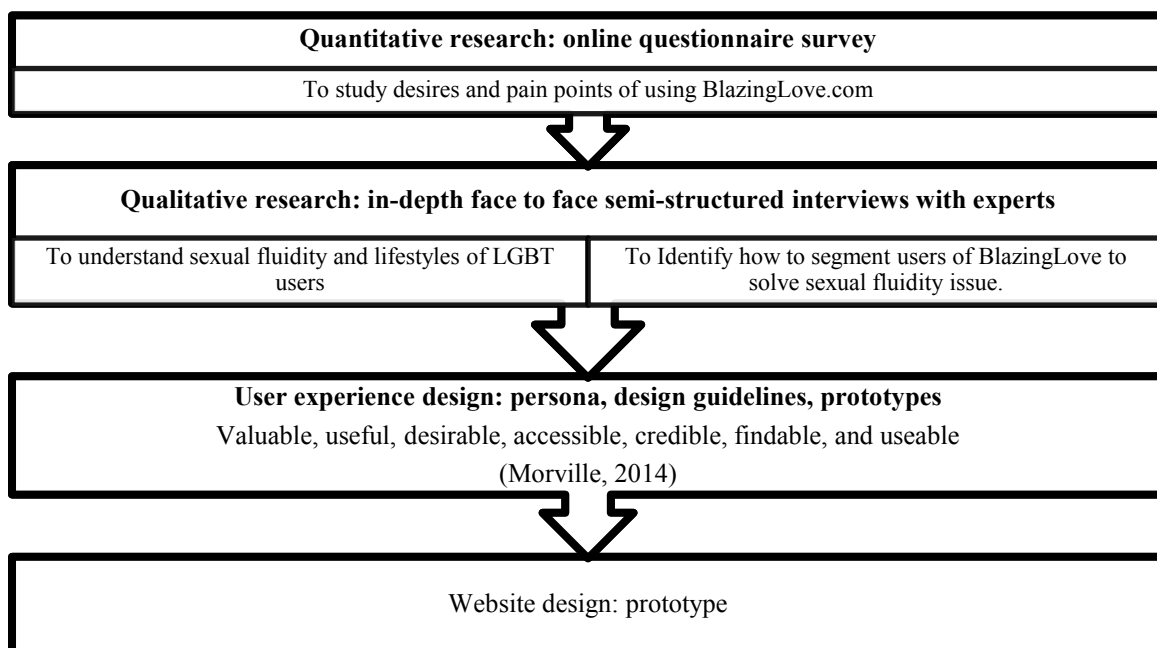 Quantitative research: online questionnaire survey
To study desires and pain points of using BlazingLove.com
Qualitative research: in-depth face to face semi-structured interviews with experts
To understand sexual fluidity and lifestyles of LGBT
users
To Identify how to segment users of BlazingLove to
solve sexual fluidity issue.
User experience design: persona, design guidelines, prototypes
Valuable, useful, desirable, accessible, credible, findable, and useable
(Morville, 2014)
Website design: prototype